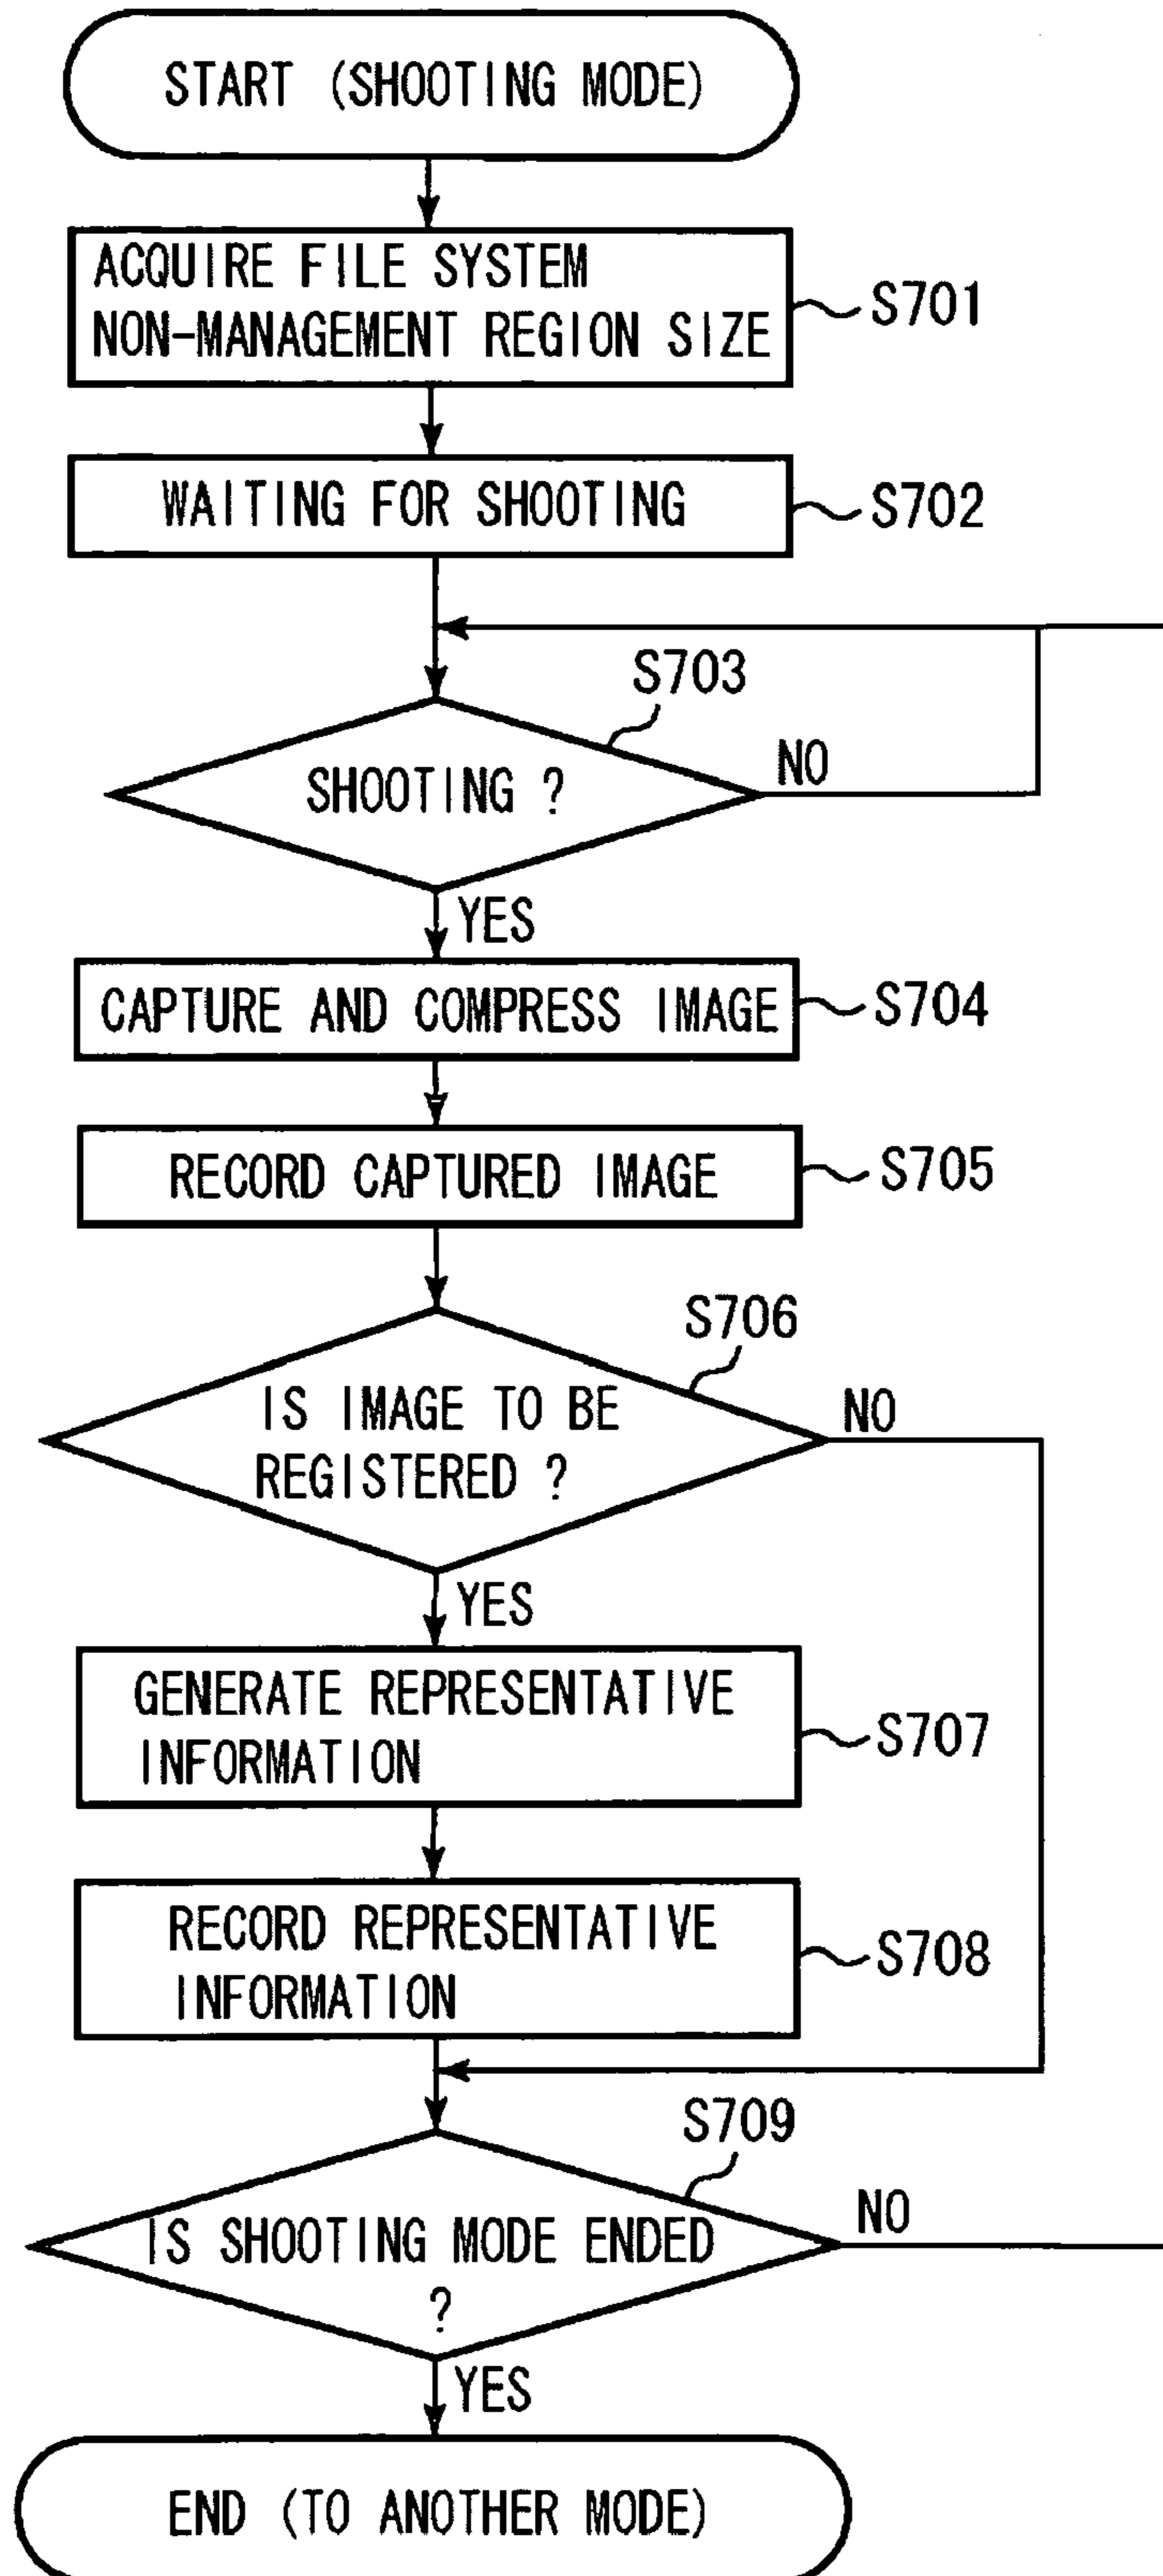 START (SHOOTING MODE)
ACQUIRE FILE SYSTEM
NON-MANAGEMENT REGION SIZE
S701
WAITING FOR SHOOTING
S702
S703
SHOOTING ?
NO
YES
CAPTURE AND COMPRESS IMAGE
S704
RECORD CAPTURED IMAGE
S705
S706
IS IMAGE TO BE
REGISTERED ?
NO
YES
GENERATE REPRESENTATIVE
INFORMATION
S707
RECORD REPRESENTATIVE
INFORMATION
S708
S709
IS SHOOTING MODE ENDED
?
NO
YES
END (TO ANOTHER MODE)